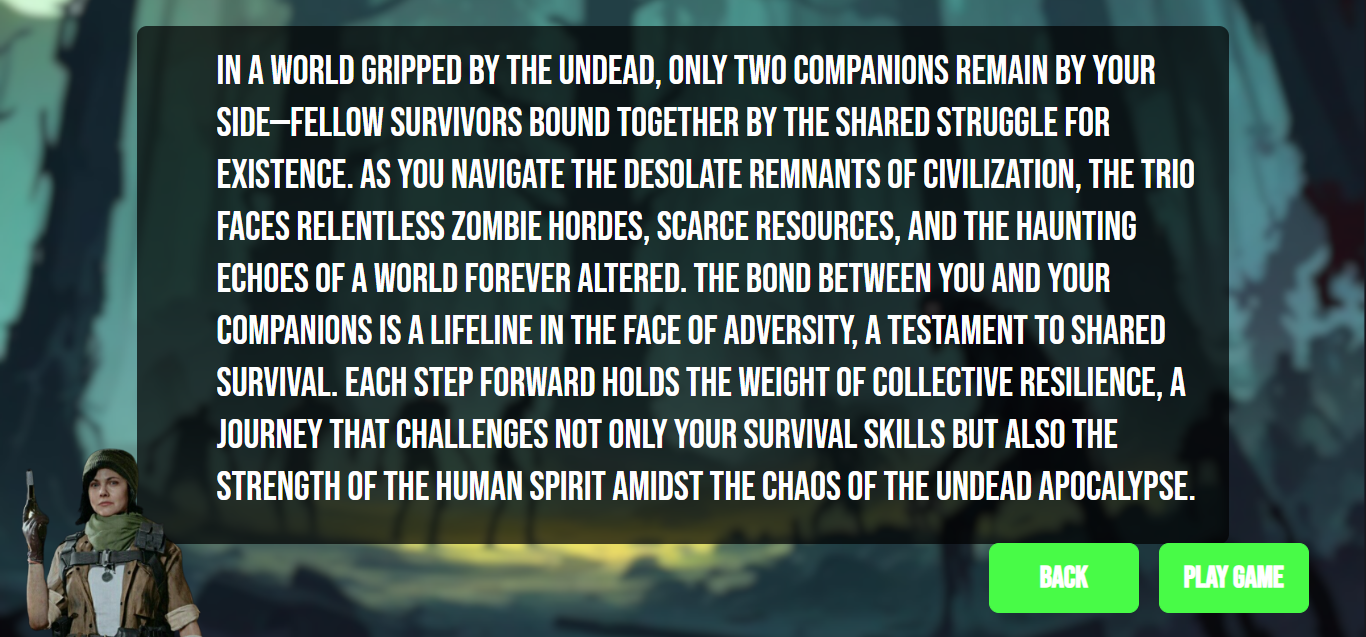 IN A WORLD GRIPPED BY THE UNDEAD, ONLY TWO COMPANIONS REMAIN BY YOUR
SIDE—FELLOW SURVIVORS BOUND TOGETHER BY THE SHARED STRUGGLE FOR
EXISTENCE. AS YOU NAVIGATE THE DESOLATE REMNANTS OF CIVILIZATION, THE TRIO
FACES RELENTLESS ZOMBIE HORDES, SCARCE RESOURCES, AND THE HAUNTING
ECHOES OF A WORLD FOREVER ALTERED. THE BOND BETWEEN YOU AND YOUR
COMPANIONS IS A LIFELINE IN THE FACE OF ADVERSITY, A TESTAMENT TO SHARED
SURVIVAL. EACH STEP FORWARD HOLDS THE WEIGHT OF COLLECTIVE RESILIENCE, A
JOURNEY THAT CHALLENGES NOT ONLY YOUR SURVIVAL SKILLS BUT ALSO THE
STRENGTH OF THE HUMAN SPIRIT AMIDST THE CHAOS OF THE UNDEAD APOCALYPSE.
BACK
PLAY GAME